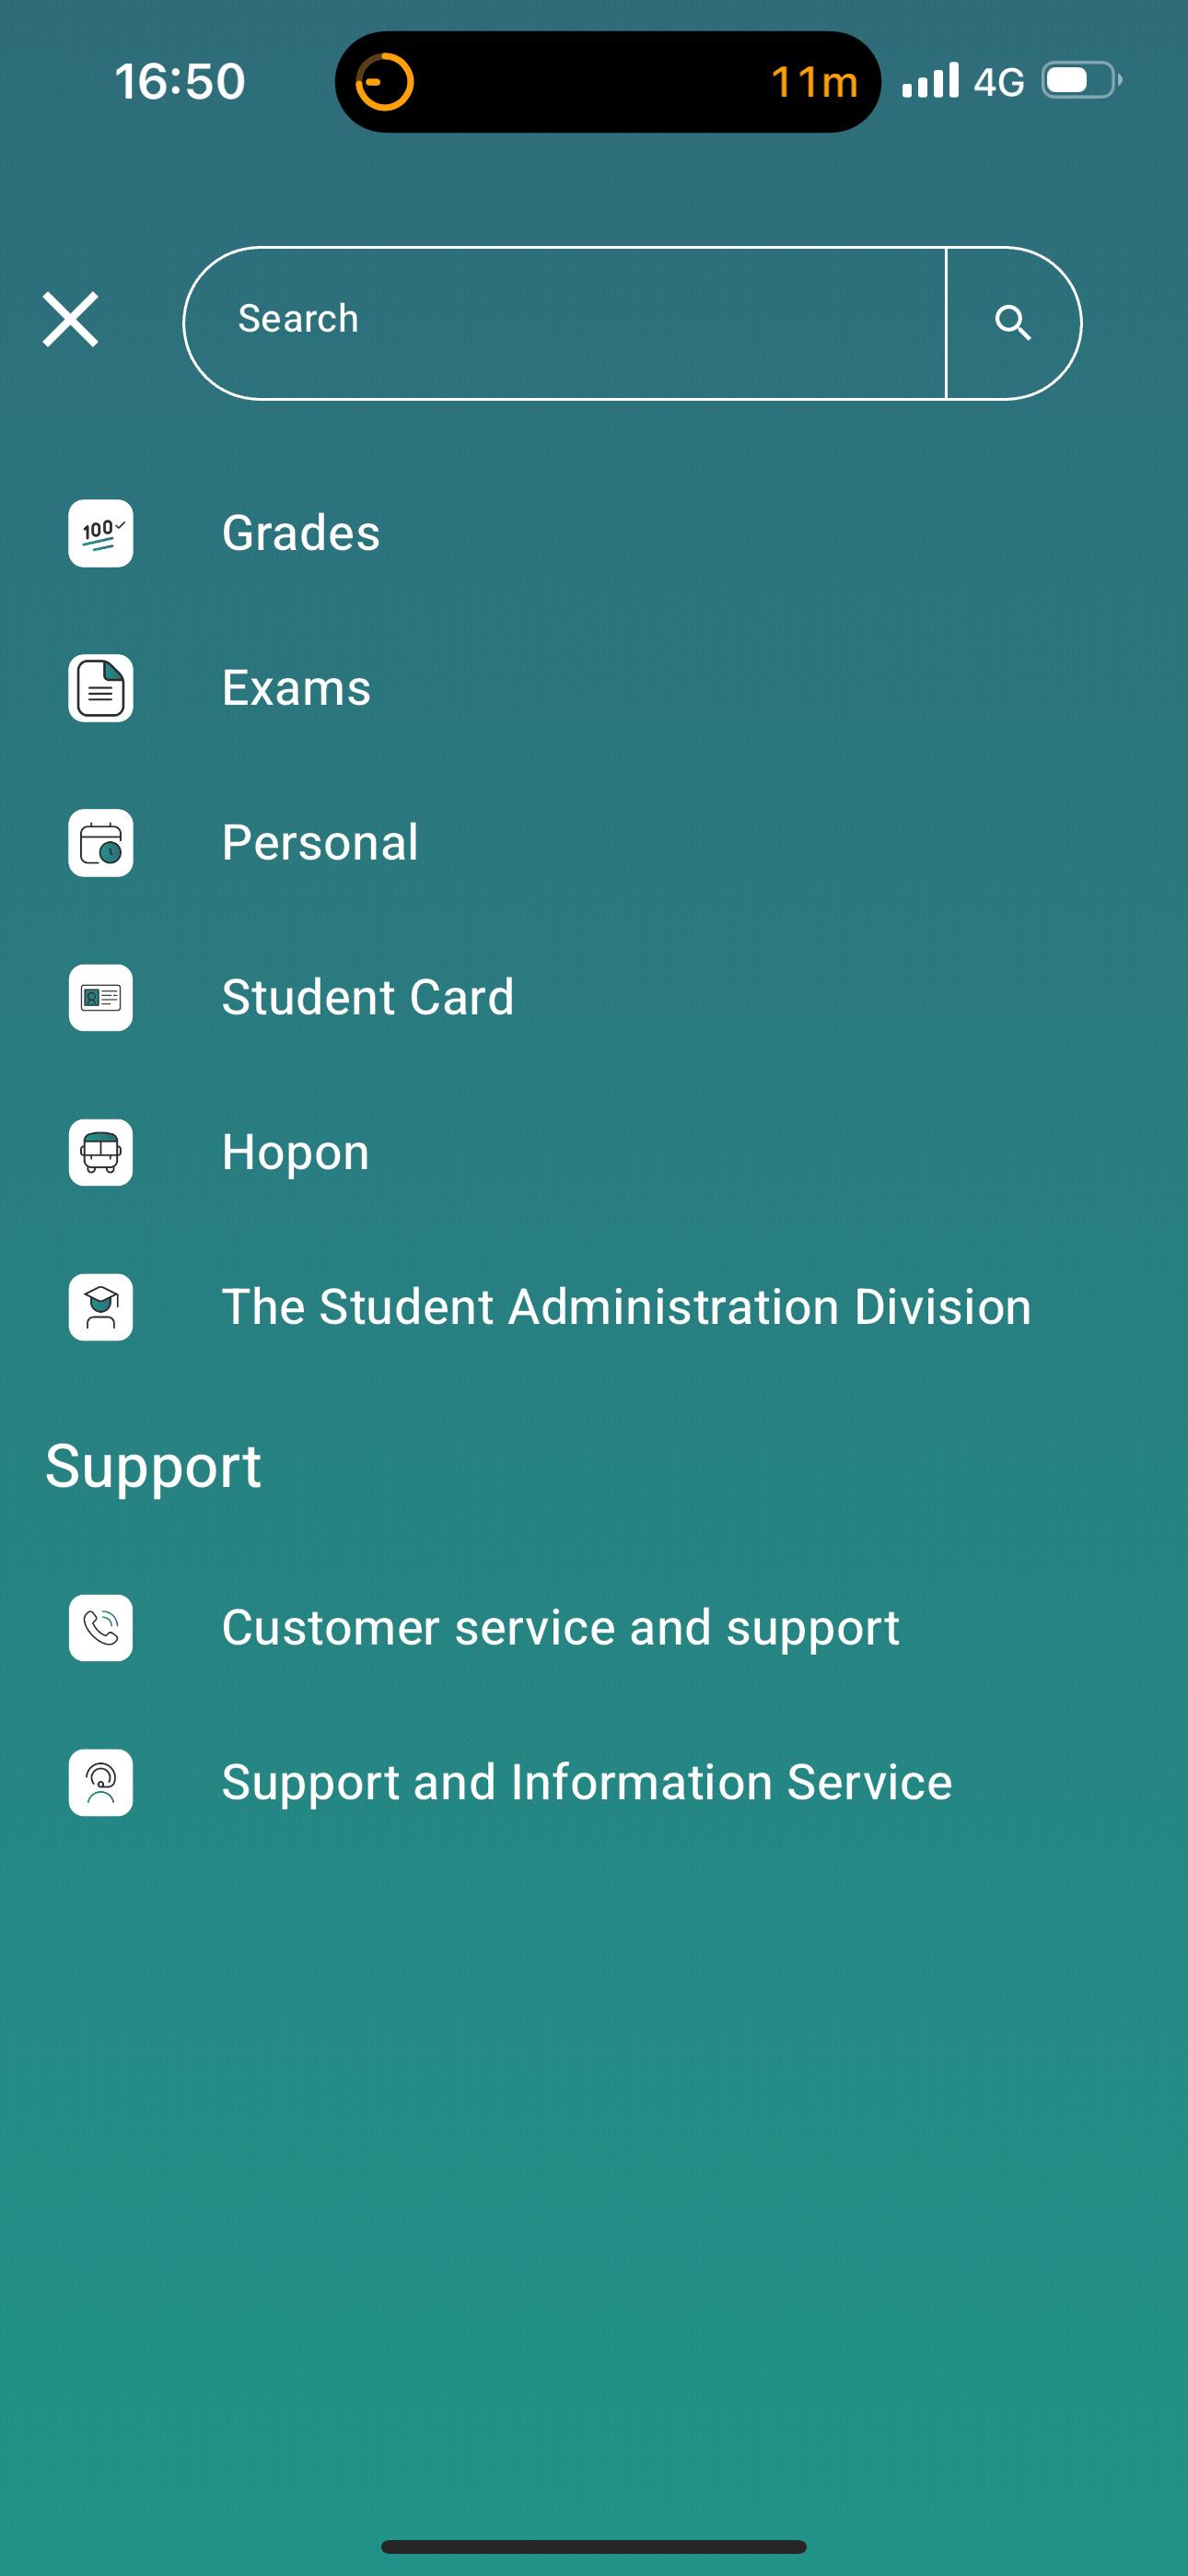 16:50
11m
4G
Search
100
Grades
Exams
Personal
Student Card
Hopon
The Student Administration Division
Support
Customer service and support
Support and Information Service